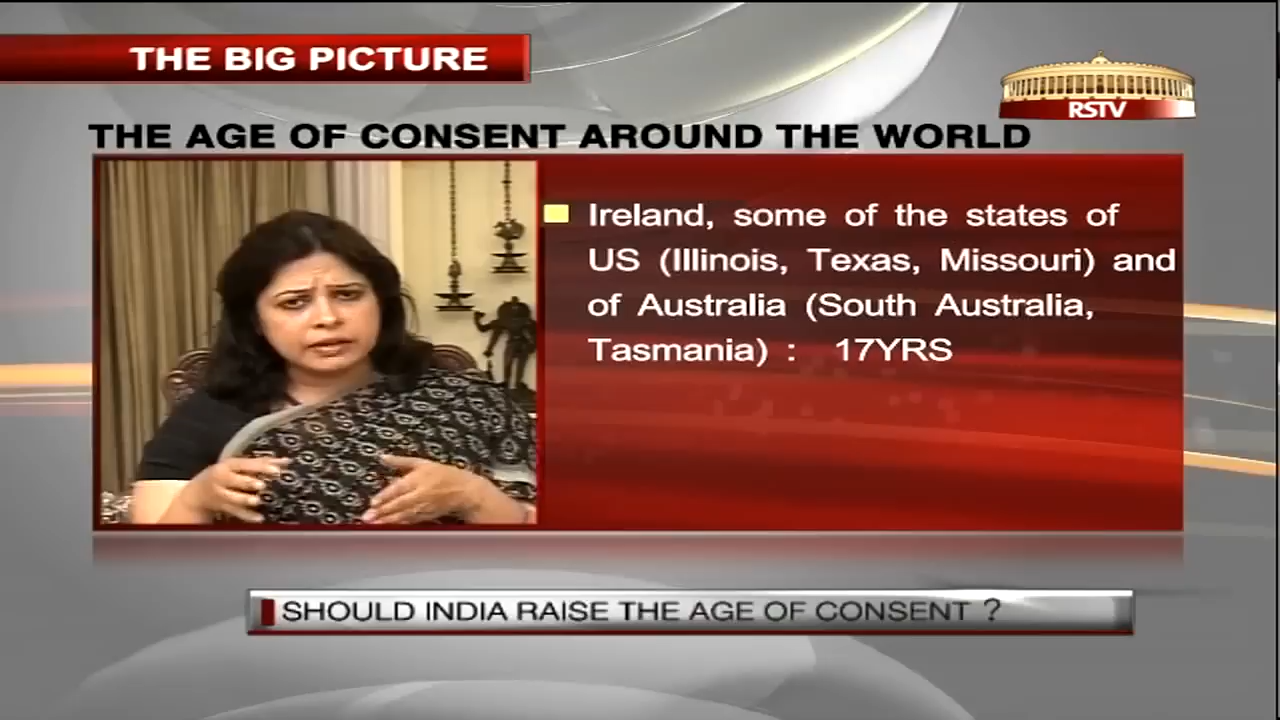 THE BIG PICTURE
RSTV
THE AGE OF CONSENT AROUND THE WORLD
Ireland, some of the states of
US (Illinois, Texas, Missouri) and
of Australia (South Australia,
Tasmania) : 17YRS
SHOULD INDIA RAISE THE AGE OF CONSENT ?